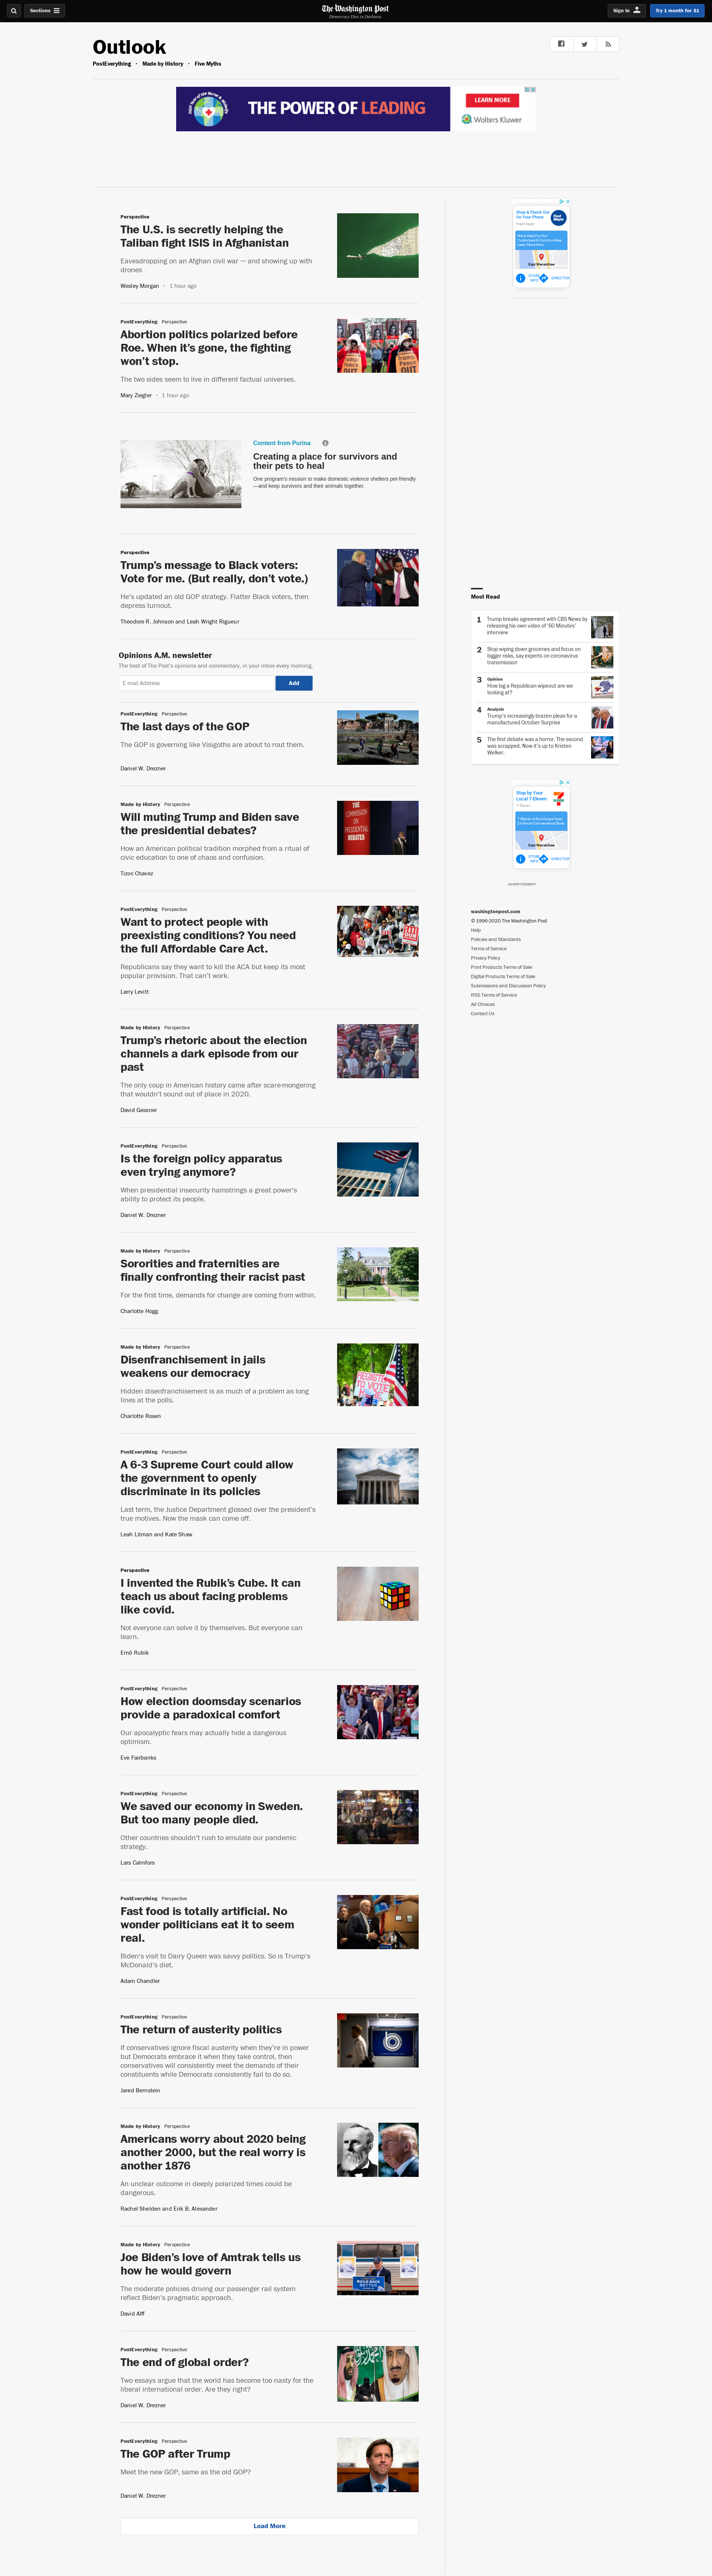 Sections
The Washington Post
Democracy Dies in Darkness
Sign In
Try 1 month for $1
Outlook
PostEverything • Made by History • Five Myths
THE POWER OF LEADING
LEARN MORE
Wolters Kluwer
Perspective
The U.S. is secretly helping the
Taliban fight ISIS in Afghanistan
Eavesdropping on an Afghan civil war — and showing up with
drones
Wesley Morgan • 1 hour ago
PostEverything Perspective
Abortion politics polarized before
Roe. When it’s gone, the fighting
won’t stop.
The two sides seem to live in different factual universes.
Mary Ziegler • 1 hour ago
Content from Purina
Creating a place for survivors and
their pets to heal
One program's mission to make domestic violence shelters pet-friendly
—and keep survivors and their animals together.
Perspective
Trump’s message to Black voters:
Vote for me. (But really, don’t vote.)
He’s updated an old GOP strategy. Flatter Black voters, then
depress turnout.
Theodore R. Johnson and Leah Wright Rigueur
Opinions A.M. newsletter
The best of The Post's opinions and commentary, in your inbox every morning.
E-mail Address
Add
PostEverything Perspective
The last days of the GOP
The GOP is governing like Visigoths are about to rout them.
Daniel W. Drezner
Made by History Perspective
Will muting Trump and Biden save
the presidential debates?
How an American political tradition morphed from a ritual of
civic education to one of chaos and confusion.
Tizoc Chavez
PostEverything Perspective
Want to protect people with
preexisting conditions? You need
the full Affordable Care Act.
Republicans say they want to kill the ACA but keep its most
popular provision. That can't work.
Larry Levitt
Made by History Perspective
Trump’s rhetoric about the election
channels a dark episode from our
past
The only coup in American history came after scare-mongering
that wouldn't sound out of place in 2020.
David Gessner
PostEverything Perspective
Is the foreign policy apparatus
even trying anymore?
When presidential insecurity hamstrings a great power's
ability to protect its people.
Daniel W. Drezner
Made by History Perspective
Sororities and fraternities are
finally confronting their racist past
For the first time, demands for change are coming from within.
Charlotte Hogg
Made by History Perspective
Disenfranchisement in jails
weakens our democracy
Hidden disenfranchisement is as much of a problem as long
lines at the polls.
Charlotte Rosen
PostEverything Perspective
A 6-3 Supreme Court could allow
the government to openly
discriminate in its policies
Last term, the Justice Department glossed over the president's
true motives. Now the mask can come off.
Leah Litman and Kate Shaw
Perspective
I invented the Rubik’s Cube. It can
teach us about facing problems
like covid.
Not everyone can solve it by themselves. But everyone can
learn.
Ernő Rubik
PostEverything Perspective
How election doomsday scenarios
provide a paradoxical comfort
Our apocalyptic fears may actually hide a dangerous
optimism.
Eve Fairbanks
PostEverything Perspective
We saved our economy in Sweden.
But too many people died.
Other countries shouldn’t rush to emulate our pandemic
strategy.
Lars Calmfors
PostEverything Perspective
Fast food is totally artificial. No
wonder politicians eat it to seem
real.
Biden's visit to Dairy Queen was savvy politics. So is Trump's
McDonald's diet.
Adam Chandler
PostEverything Perspective
The return of austerity politics
If conservatives ignore fiscal austerity when they’re in power
but Democrats embrace it when they take control, then
conservatives will consistently meet the demands of their
constituents while Democrats consistently fail to do so.
Jared Bernstein
Made by History Perspective
Americans worry about 2020 being
another 2000, but the real worry is
another 1876
An unclear outcome in deeply polarized times could be
dangerous.
Rachel Shelden and Erik B. Alexander
Made by History Perspective
Joe Biden’s love of Amtrak tells us
how he would govern
The moderate policies driving our passenger rail system
reflect Biden's pragmatic approach.
David Alff
PostEverything Perspective
The end of global order?
Two essays argue that the world has become too nasty for the
liberal international order. Are they right?
Daniel W. Drezner
PostEverything Perspective
The GOP after Trump
Meet the new GOP, same as the old GOP?
Daniel W. Drezner
Load More
Stop & Check Out
On Your Phone
East Wenatchee
STORE INFO
DIRECTIONS
Most Read
1 Trump breaks agreement with CBS News by
releasing his own video of ‘60 Minutes’
interview
2 Stop wiping down groceries and focus on
bigger risks, say experts on coronavirus
transmission
3 Opinion
How big a Republican wipeout are we
looking at?
4 Analysis
Trump’s increasingly brazen pleas for a
manufactured October Surprise
5 The first debate was a horror. The second
was scrapped. Now it’s up to Kristen
Welker.
Stop by Your
Local 7-Eleven
7-Eleven
East Wenatchee
STORE INFO
ADVERTISEMENT
washingtonpost.com
© 1996-2020 The Washington Post
Help
Policies and Standards
Terms of Service
Privacy Policy
Print Products Terms of Sale
Digital Products Terms of Sale
Submissions and Discussion Policy
RSS Terms of Service
Ad Choices
Contact Us